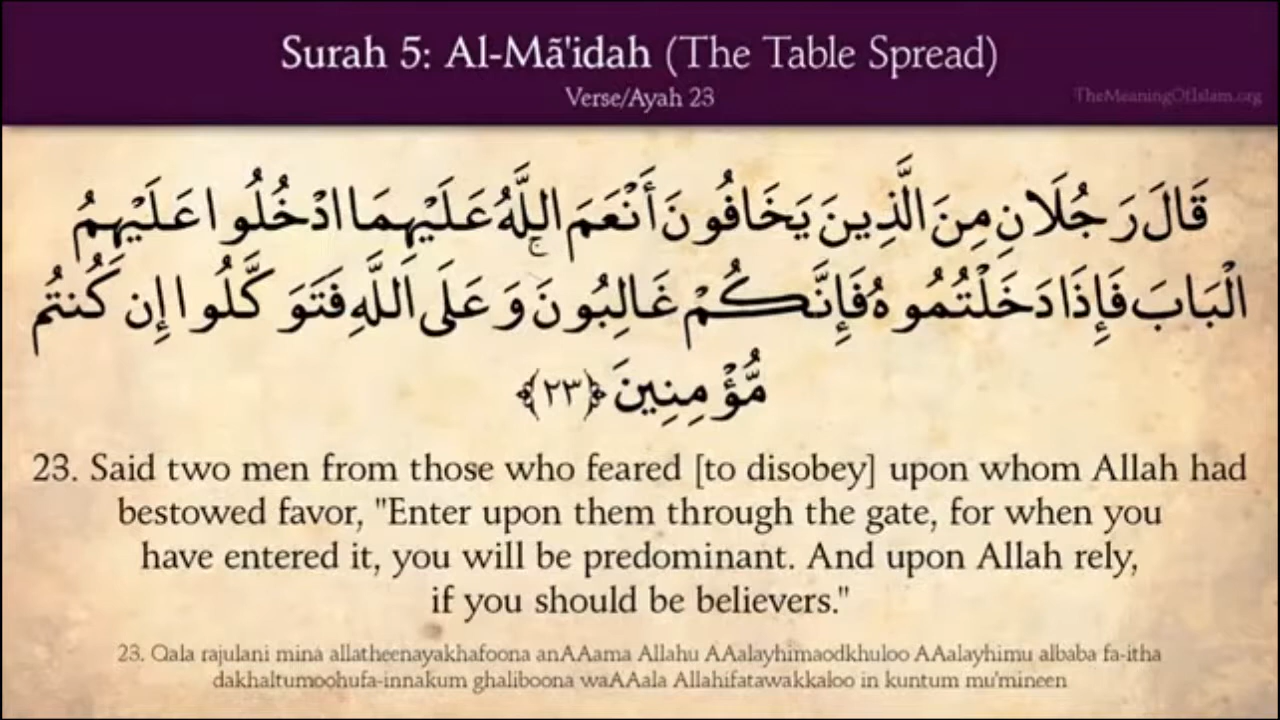 Surah 5: Al-Mã'idah (The Table Spread)
Verse/Ayah 23
TheMeaningOfIslam.org
قَالَ رَجُلَانِ مِنَ الَّذِينَ يَخَافُونَ أَنْعَمَ اللَّهُ عَلَيْهِمَا ادْخُلُوا عَلَيْهِمُ
الْبَابَ فَإِذَا دَخَلْتُمُوهُ فَإِنَّكُمْ غَالِبُونَ ۚ وَعَلَى اللَّهِ فَتَوَكَّلُوا إِن كُنتُم
مُّؤْمِنِينَ ﴿٢٣﴾
23. Said two men from those who feared [to disobey] upon whom Allah had
bestowed favor, "Enter upon them through the gate, for when you
have entered it, you will be predominant. And upon Allah rely,
if you should be believers."
23. Qala rajulani mina allatheenayakhafoona anAAama Allahu AAalayhimaodkhuloo AAalayhimu albaba fa-itha
dakhaltumoohufa-innakum ghaliboona waAAala Allahifatawakkaloo in kuntum mu'mineen